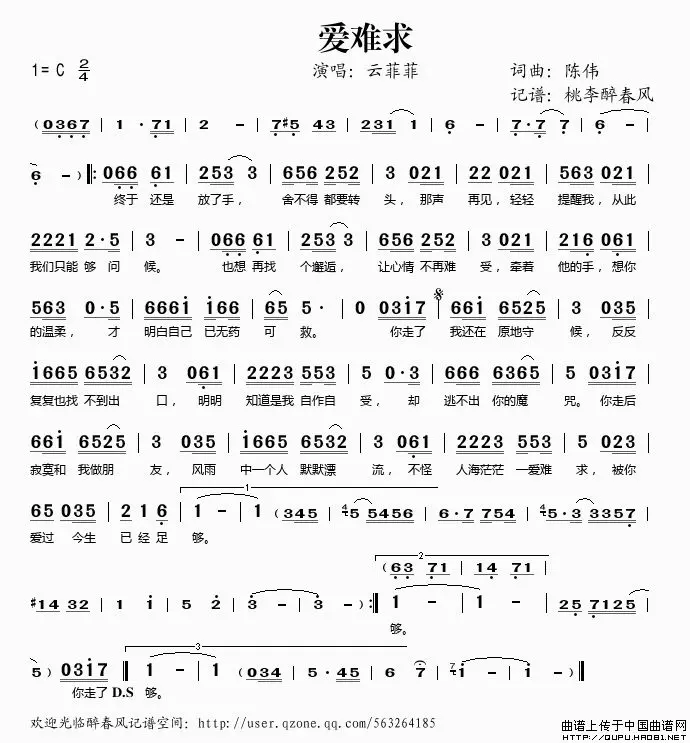 爱难求
1= C 2/4 演唱：云菲菲 词曲：陈伟
记谱：桃李醉春风
( 0367 | 1 · 71 | 2 – | 7#5 43 | 231 1 | 6 – | 7·7 7 | 6 – |
6 – ) ‖: 066 61 | 253 3 | 656 252 | 3 021 | 22 021 | 563 021 |
终于 还是 放了手， 舍不得 都要转 头，那声 再见，轻轻 提醒我，从此
2221 2·5 | 3 – | 066 61 | 253 3 | 656 252 | 3 021 | 216 061 |
我们只能 够 问 候。 也想 再找 个邂逅， 让心情 不再难 受，牵着 他的手，想你
563 0·5 | 6661 166 | 65 5· | 0 0317 | 661 6525 | 3 035 |
的温柔， 才 明白自己 已无药 可 救。 你走了 我还在 原地守 候，反反
1665 6532 | 3 061 | 2223 553 | 5 0·3 | 666 6365 | 5 0317 |
复复也找 不到出 口，明明 知道是我 自作自 受，却 逃不出 你的魔 咒。你走后
661 6525 | 3 035 | 1665 6532 | 3 061 | 2223 553 | 5 023 |
寂寞和 我做朋 友，风雨 中一个人 默默漂 流，不怪 人海茫茫 一爱难 求，被你
1
65 035 | 21 6 | 1 – | 1 (345 | 45 5456 | 6·7 754 | 45·3 3357 |
爱过 今生 已经足 够。
2
(63 71 | 14 71 )
#14 32 | 1 1 | 5 2 | 3 – | 3 – ) :‖ 1 – | 1 – | 25 7125 |
够。
3
5) 0317 ‖ 1 – | 1 (034 | 5·45 | 6 7 | 71 – | 1 – ) ‖
你走了 D.S 够。
欢迎光临醉春风记谱空间：http://user.qzone.qq.com/563264185
曲谱上传于中国曲谱网
HTTP://QUPU.HAO81.NET